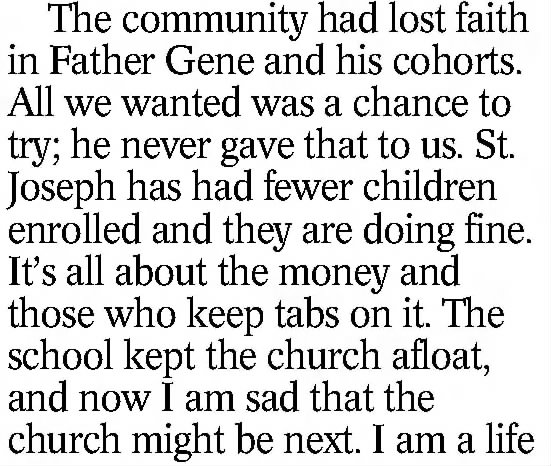 The community had lost faith
in Father Gene and his cohorts.
All we wanted was a chance to
try; he never gave that to us. St.
Joseph has had fewer children
enrolled and they are doing fine.
It’s all about the money and
those who keep tabs on it. The
school kept the church afloat,
and now I am sad that the
church might be next. I am a life